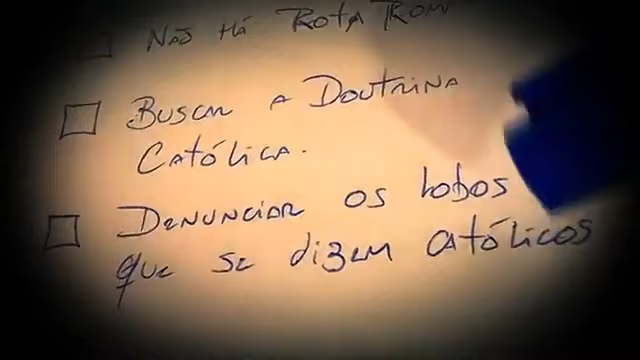 Não Há Rota
Buscar a Doutrina
Católica.
Denunciar os lobos
que se dizem católicos